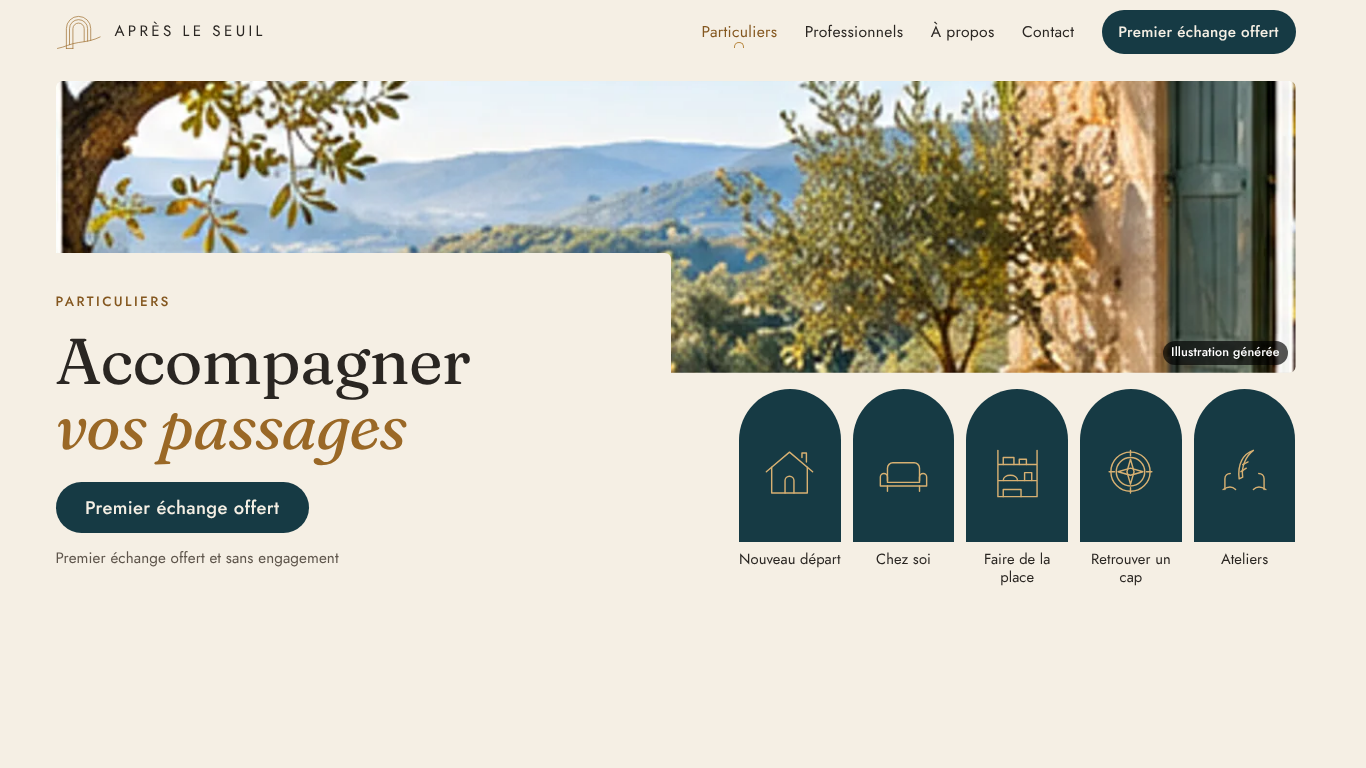 APRÈS LE SEUIL
Particuliers
Professionnels
À propos
Contact
Premier échange offert
Illustration générée
PARTICULIERS
Accompagner
vos passages
Premier échange offert
Premier échange offert et sans engagement
Nouveau départ
Chez soi
Faire de la
place
Retrouver un
cap
Ateliers